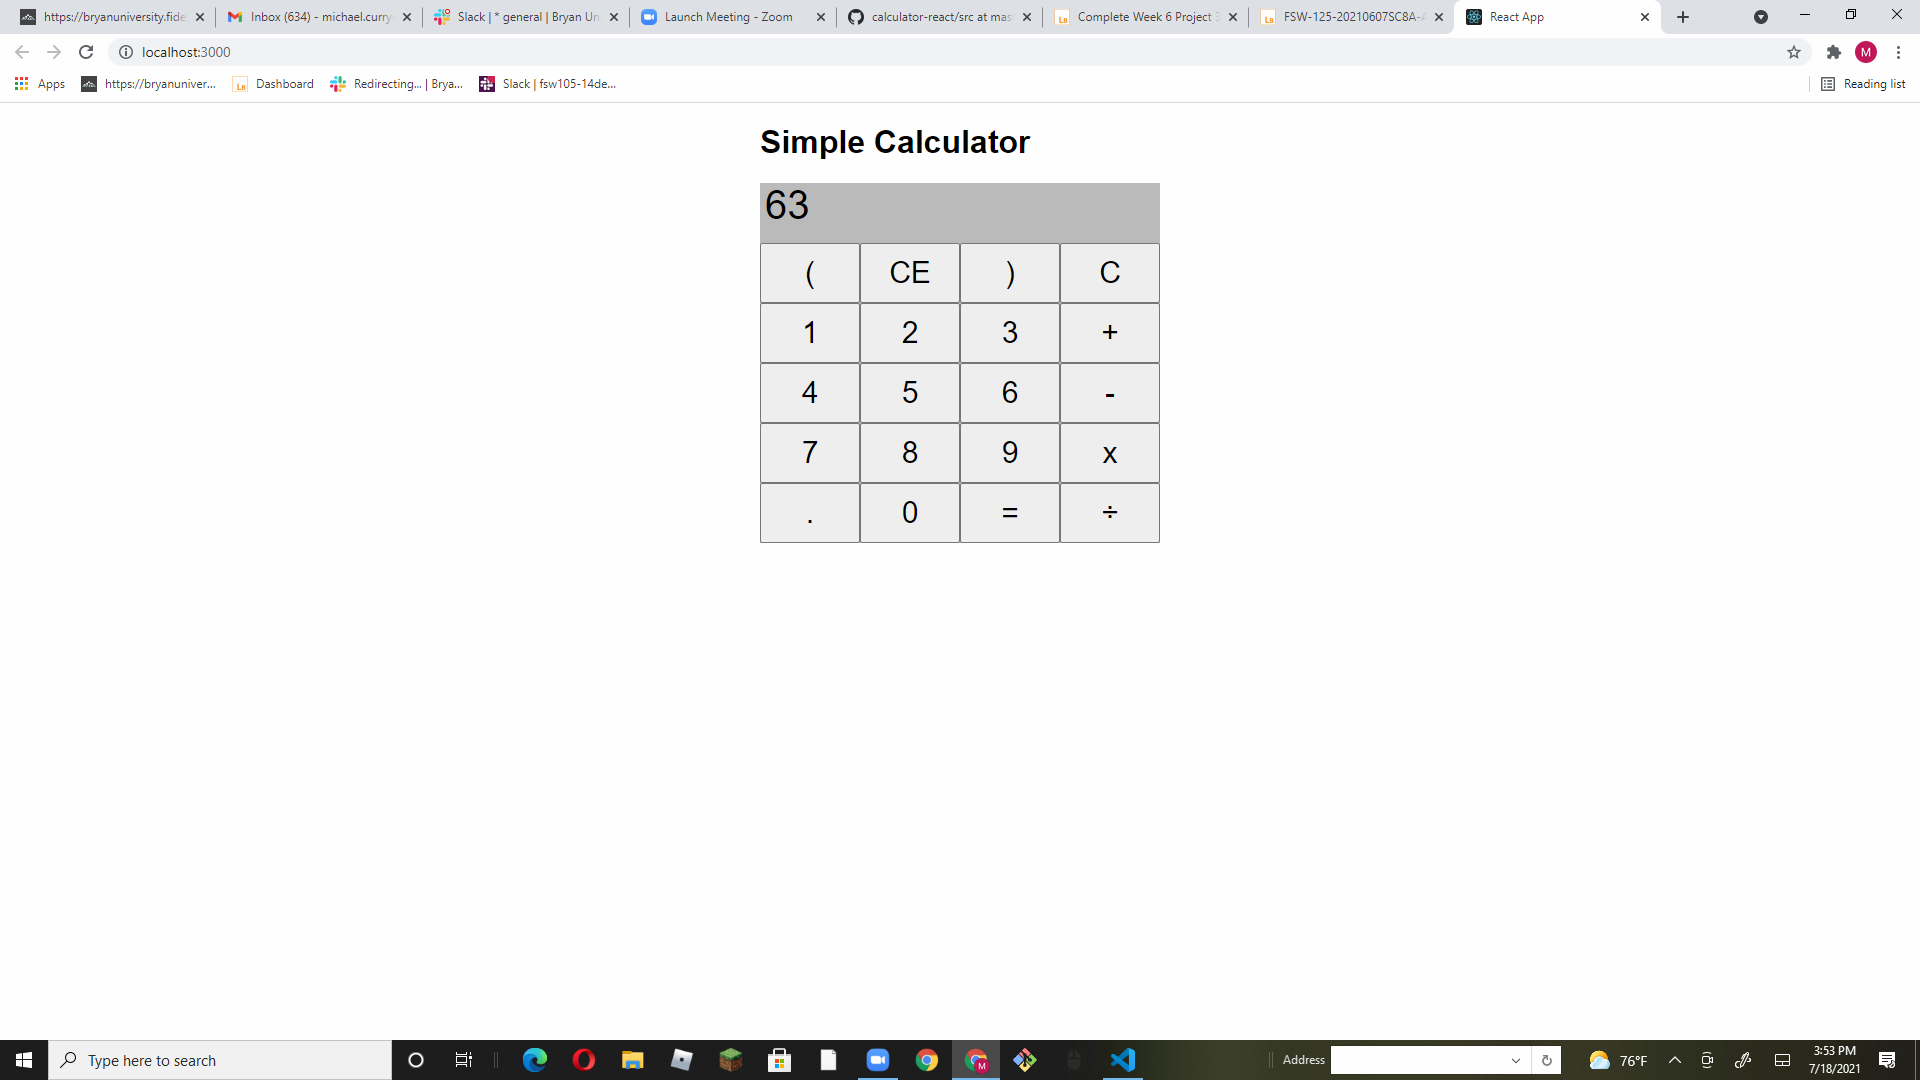 https://bryanuniversity.fide
Inbox (634) - michael.curry
Slack | * general | Bryan Un
Launch Meeting - Zoom
calculator-react/src at mas
Complete Week 6 Project 3
FSW-125-20210607SC8A-A
React App
localhost:3000
M
Apps
https://bryanuniver...
Dashboard
Redirecting... | Brya...
Slack | fsw105-14de...
Reading list
Simple Calculator
63
( CE ) C
1 2 3 +
4 5 6 -
7 8 9 x
. 0 = ÷
Type here to search
Address
76°F
3:53 PM
7/18/2021